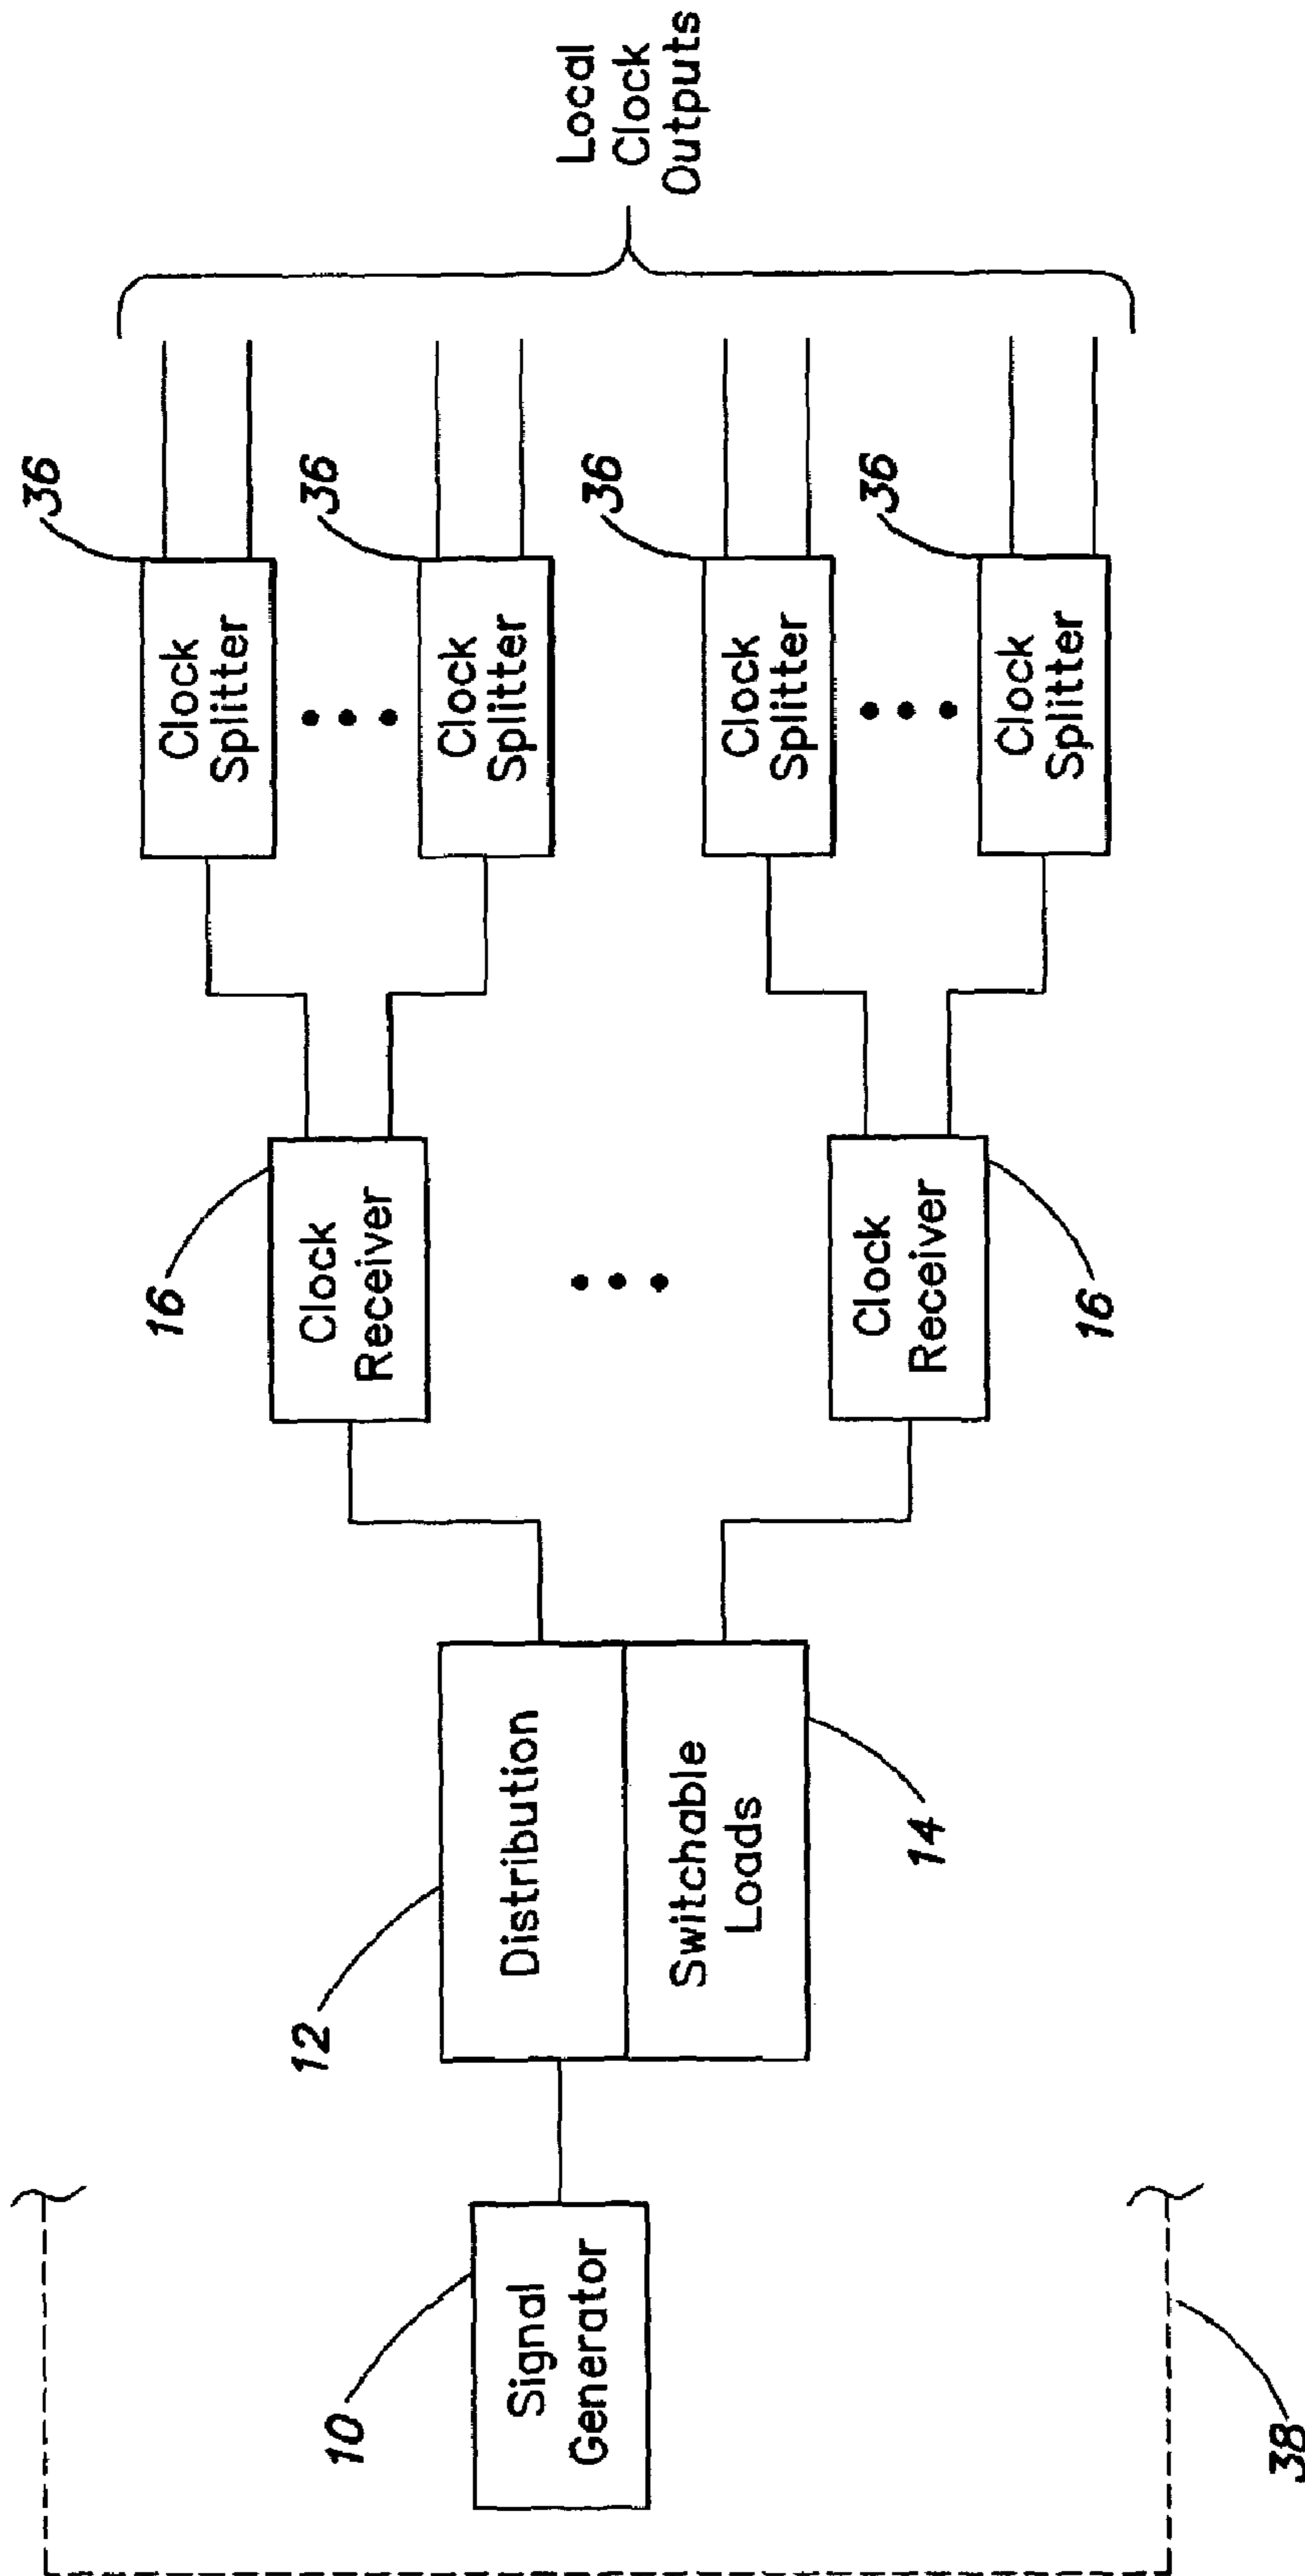 10
Signal
Generator
38
12
Distribution
Switchable
Loads
14
16
Clock
Receiver
•••
Clock
Receiver
16
36
Clock
Splitter
•••
36
Clock
Splitter
36
Clock
Splitter
•••
36
Clock
Splitter
Local
Clock
Outputs